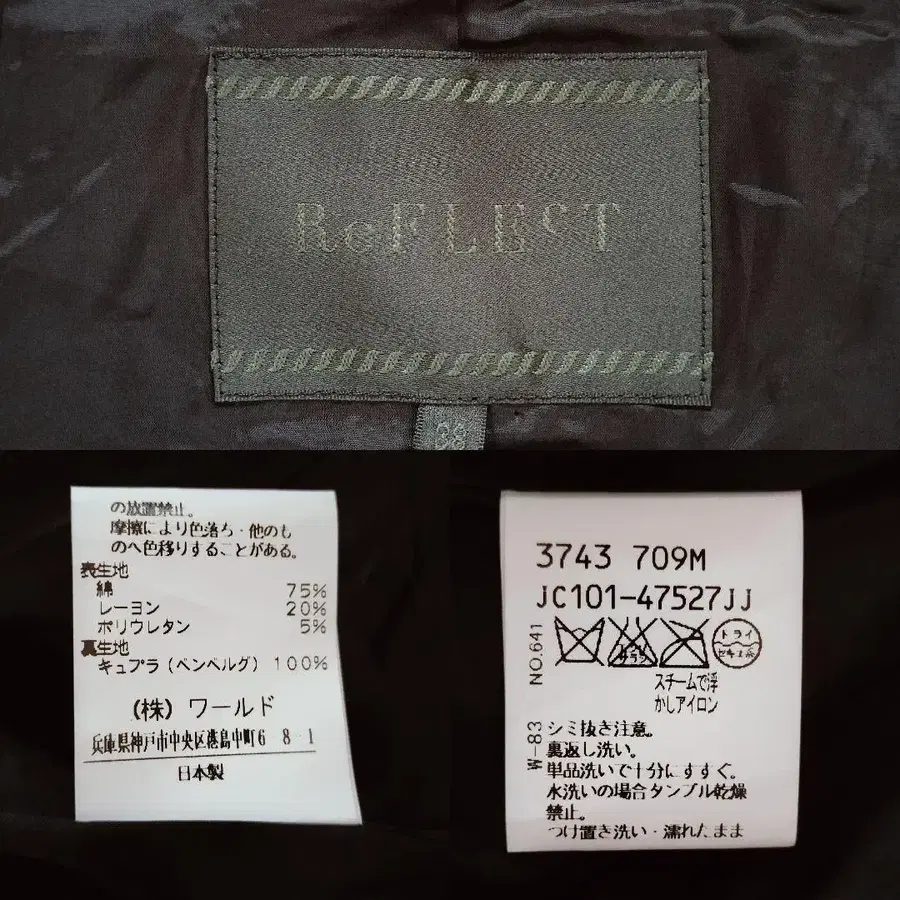 ReFLEcT
38
の放置禁止。
摩擦により色落ち・他のも
のへ色移りすることがある。
表生地
綿 75%
レーヨン 20%
ポリウレタン 5%
裏生地
キュプラ(ベンベルグ) 100%
(株) ワールド
兵庫県神戸市中央区港島中町6-8-1
日本製
3743 709M
JC101-47527JJ
NO.641
エンソサラシ
ドライ
セキユ系
スチームで浮
かしアイロン
W-83
シミ抜き注意。
裏返し洗い。
単品洗いで十分にすすぐ。
水洗いの場合タンブル乾燥
禁止。
つけ置き洗い・濡れたまま